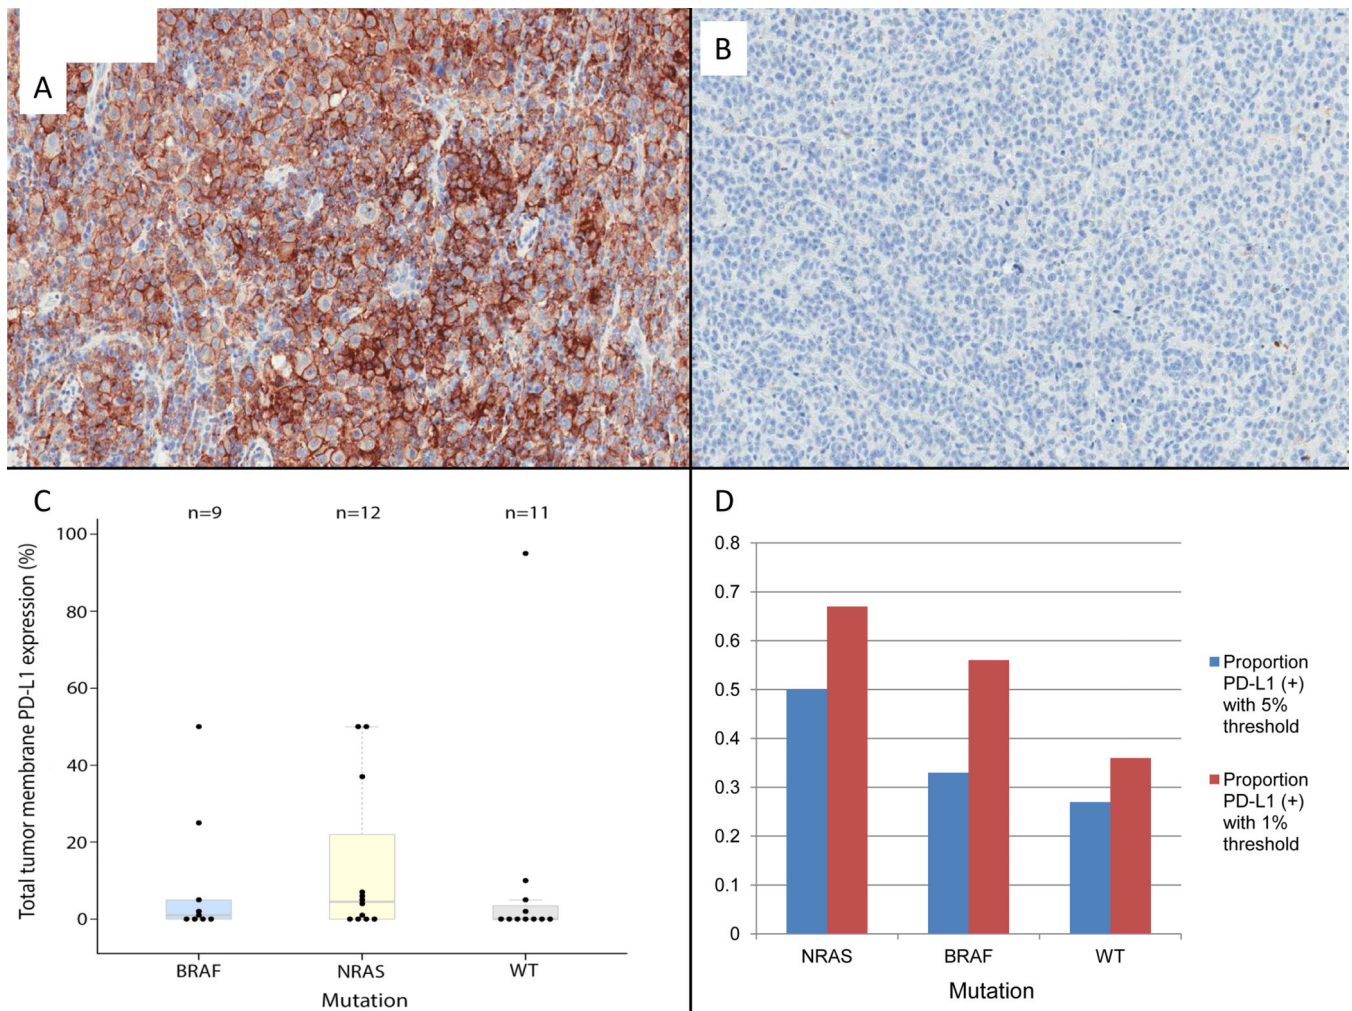 A
B
C
n=9
n=12
n=11
Total tumor membrane PD-L1 expression (%)
100
80
60
40
20
0
BRAF
NRAS
WT
Mutation
D
0.8
0.7
0.6
0.5
0.4
0.3
0.2
0.1
0
NRAS
BRAF
WT
Mutation
Proportion
PD-L1 (+)
with 5%
threshold
Proportion
PD-L1 (+)
with 1%
threshold